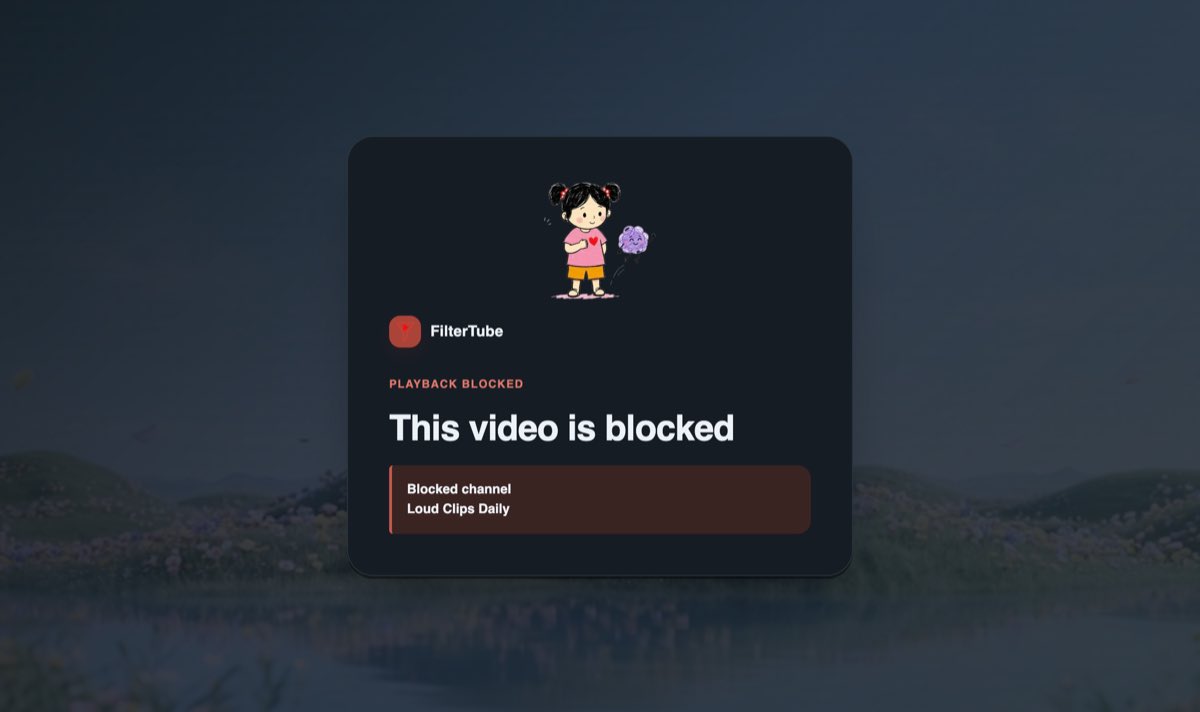 FilterTube
PLAYBACK BLOCKED
This video is blocked
Blocked channel
Loud Clips Daily